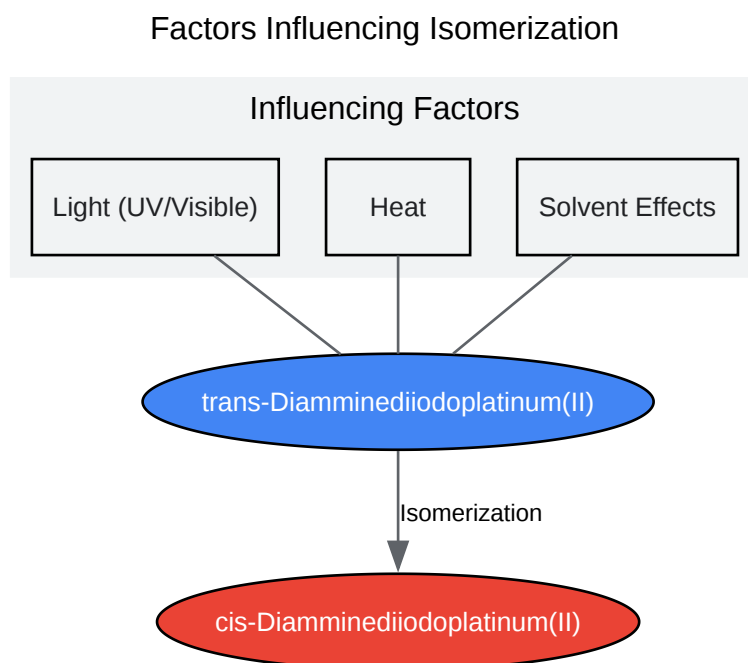 Factors Influencing Isomerization
Influencing Factors
Light (UV/Visible)
Heat
Solvent Effects
trans-Diamminediiodoplatinum(II)
Isomerization
cis-Diamminediiodoplatinum(II)